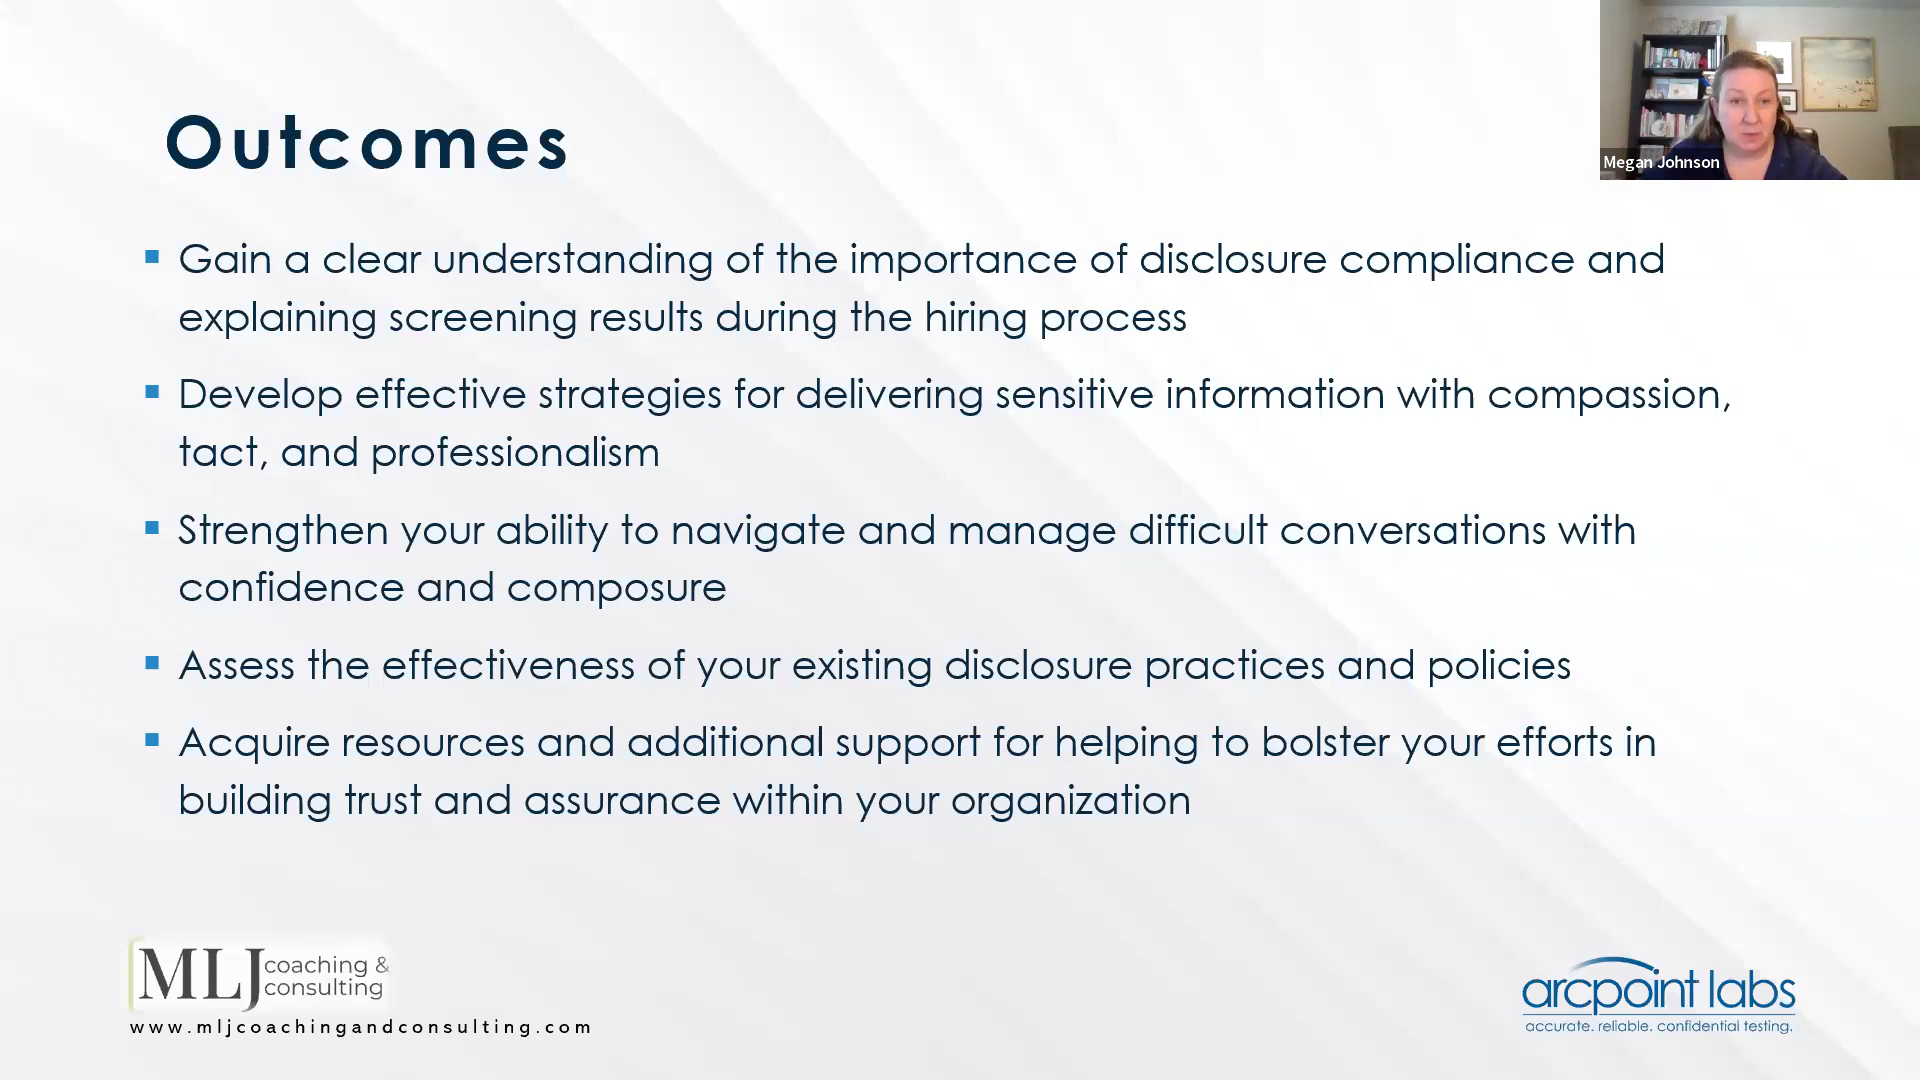 Outcomes
Megan Johnson
Gain a clear understanding of the importance of disclosure compliance and
explaining screening results during the hiring process
Develop effective strategies for delivering sensitive information with compassion,
tact, and professionalism
Strengthen your ability to navigate and manage difficult conversations with
confidence and composure
Assess the effectiveness of your existing disclosure practices and policies
Acquire resources and additional support for helping to bolster your efforts in
building trust and assurance within your organization
MLJ coaching &
consulting
www.mljcoachingandconsulting.com
arcpoint labs
accurate. reliable. confidential testing.